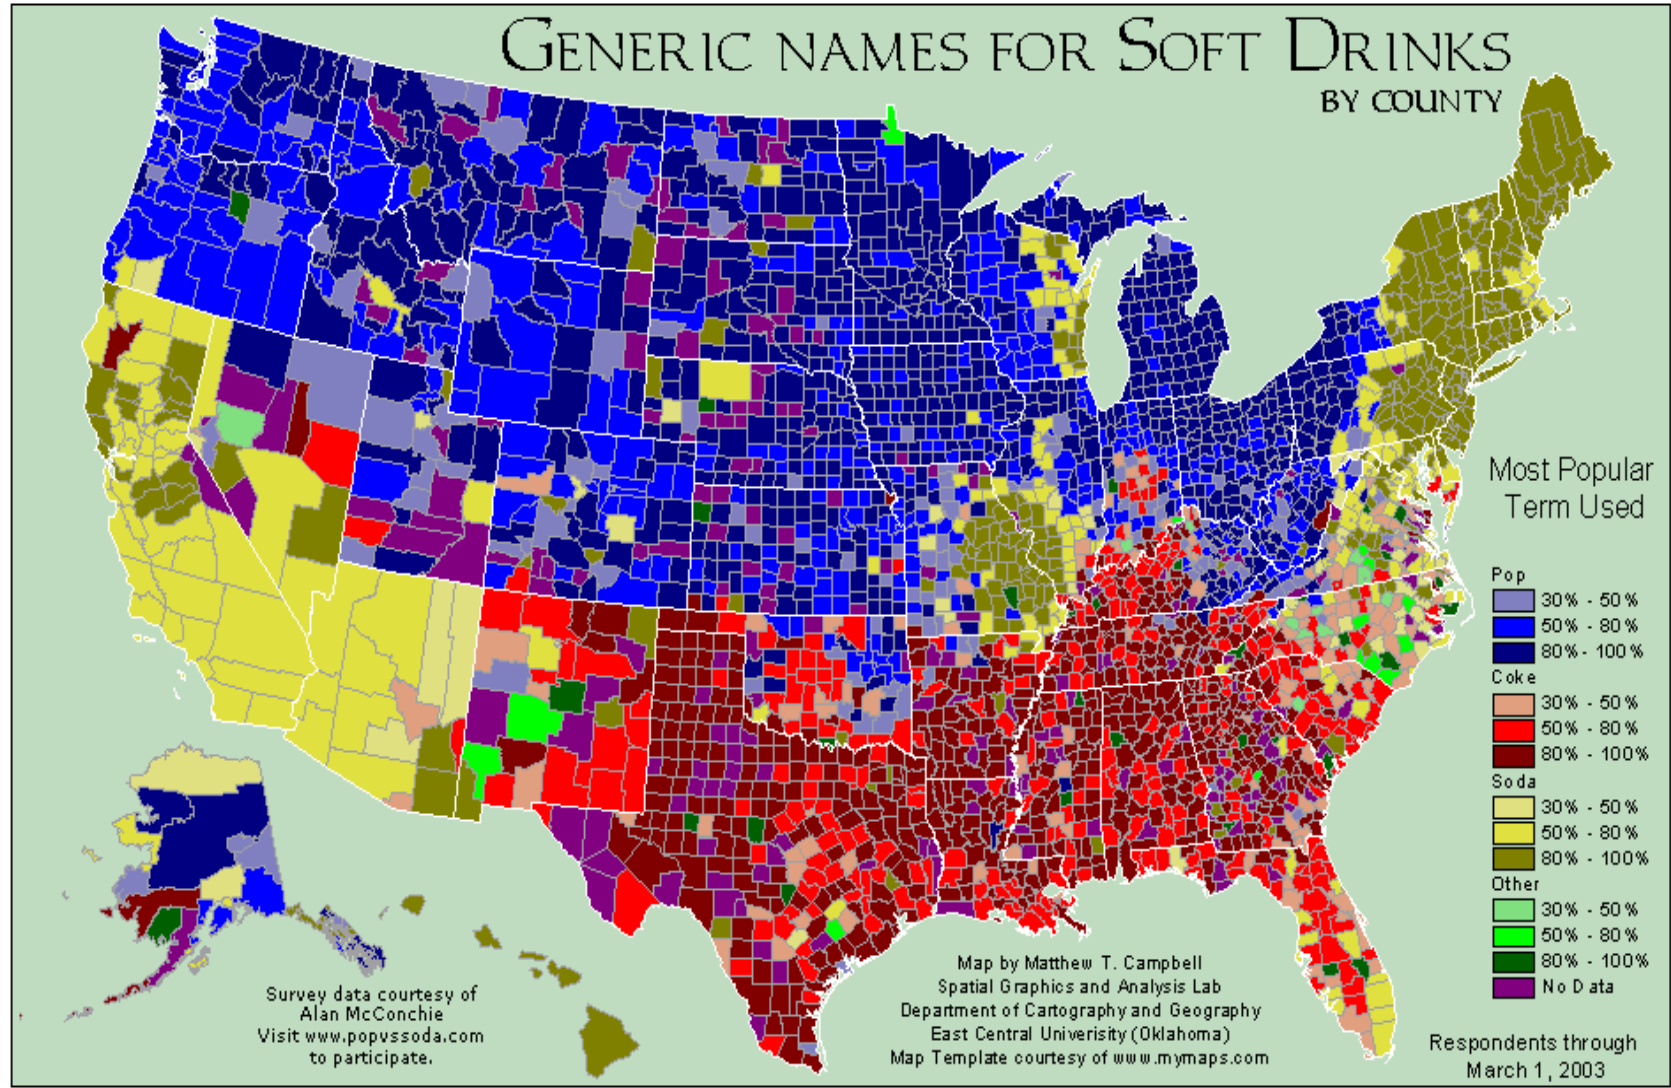 GENERIC NAMES FOR SOFT DRINKS
BY COUNTY
Most Popular
Term Used
Pop
30% - 50%
50% - 80%
80% - 100%
Coke
30% - 50%
50% - 80%
80% - 100%
Soda
30% - 50%
50% - 80%
80% - 100%
Other
30% - 50%
50% - 80%
80% - 100%
No Data
Survey data courtesy of
Alan McConchie
Visit www.popvssoda.com
to participate.
Map by Matthew T. Campbell
Spatial Graphics and Analysis Lab
Department of Cartography and Geography
East Central Univerisity (Oklahoma)
Map Template courtesy of www.mymaps.com
Respondents through
March 1, 2003